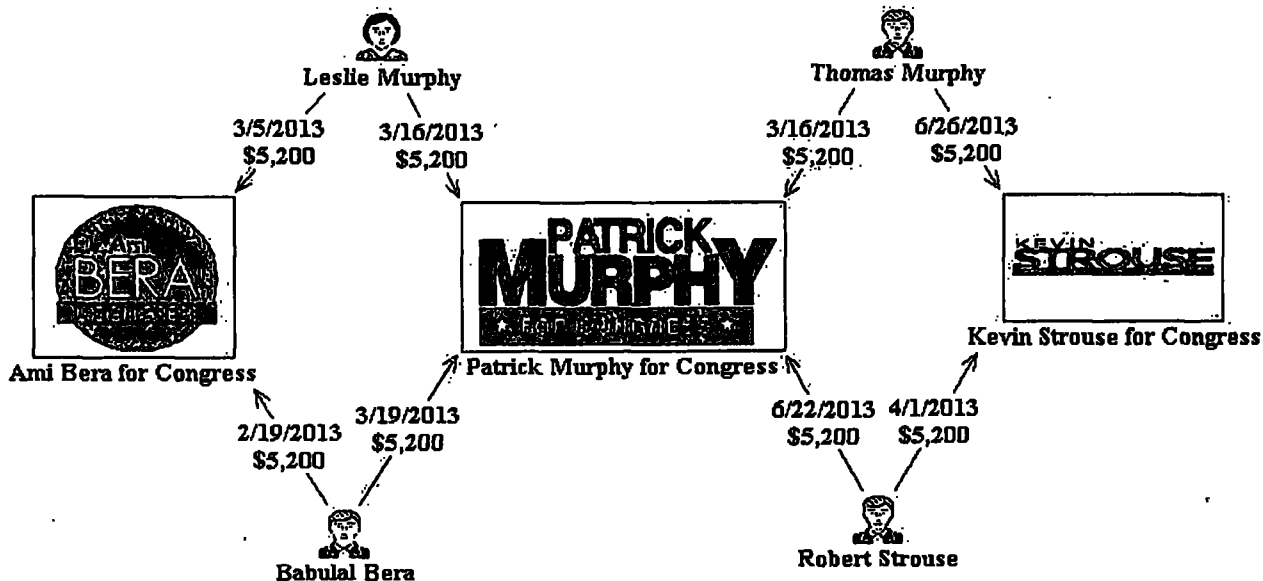 Leslie Murphy
Thomas Murphy
3/5/2013
$5,200
3/16/2013
$5,200
3/16/2013
$5,200
6/26/2013
$5,200
Ami
BERA
PATRICK
MURPHY
KEVIN
STROUSE
Ami Bera for Congress
Patrick Murphy for Congress
Kevin Strouse for Congress
2/19/2013
$5,200
3/19/2013
$5,200
6/22/2013
$5,200
4/1/2013
$5,200
Babulal Bera
Robert Strouse